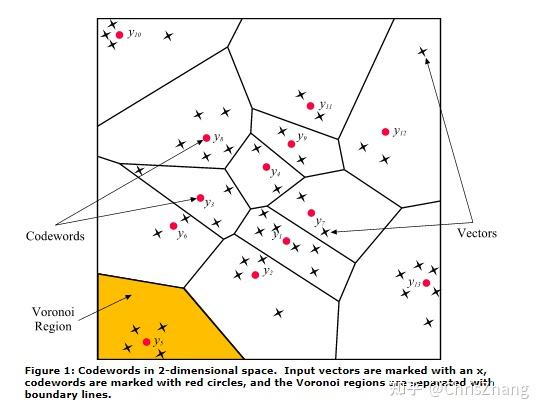 y10
y11
y12
y8
y9
y4
y3
y7
Codewords
y6
y1
Vectors
y2
y13
Voronoi
Region
y5
Figure 1: Codewords in 2-dimensional space. Input vectors are marked with an x,
codewords are marked with red circles, and the Voronoi regions are separated with
boundary lines.
知乎 @Chriszhang